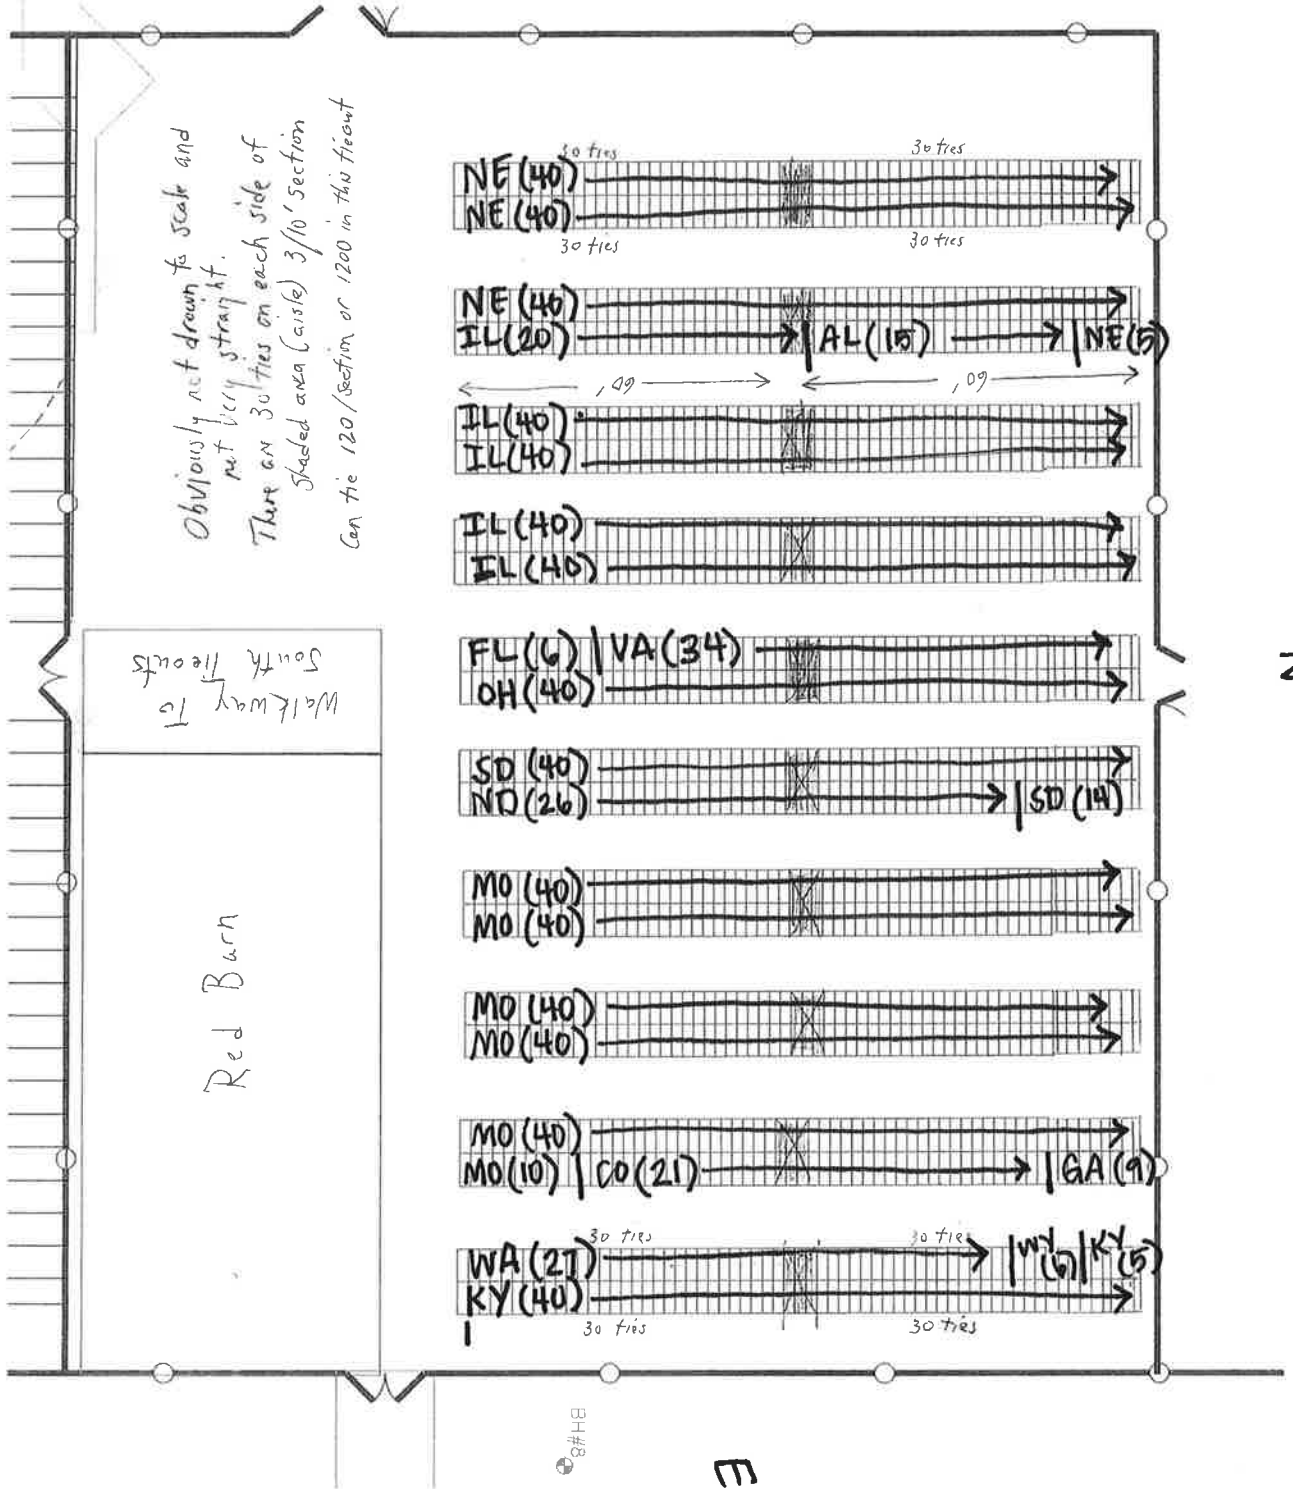 Obviously not drawn to scale and
not very straight.
There are 30 ties on each side of
shaded area (aisle) 3/10' section
Can tie 120/section or 1200 in this tieout
30 ties 30 ties
NE (40)
NE (40)
30 ties 30 ties
NE (40)
IL (20) | AL (15) | NE (5)
60' 60'
IL (40)
IL (40)
IL (40)
IL (40)
FL (6) | VA (34)
OH (40)
SD (40)
ND (26) | SD (14)
MO (40)
MO (40)
MO (40)
MO (40)
MO (40)
MO (10) | CO (21) | GA (9)
30 ties 30 ties
WA (27) | WY (6) | KY (5)
KY (40)
30 ties 30 ties
Walkway To
South Tieouts
Red Barn
N
BH#8
E